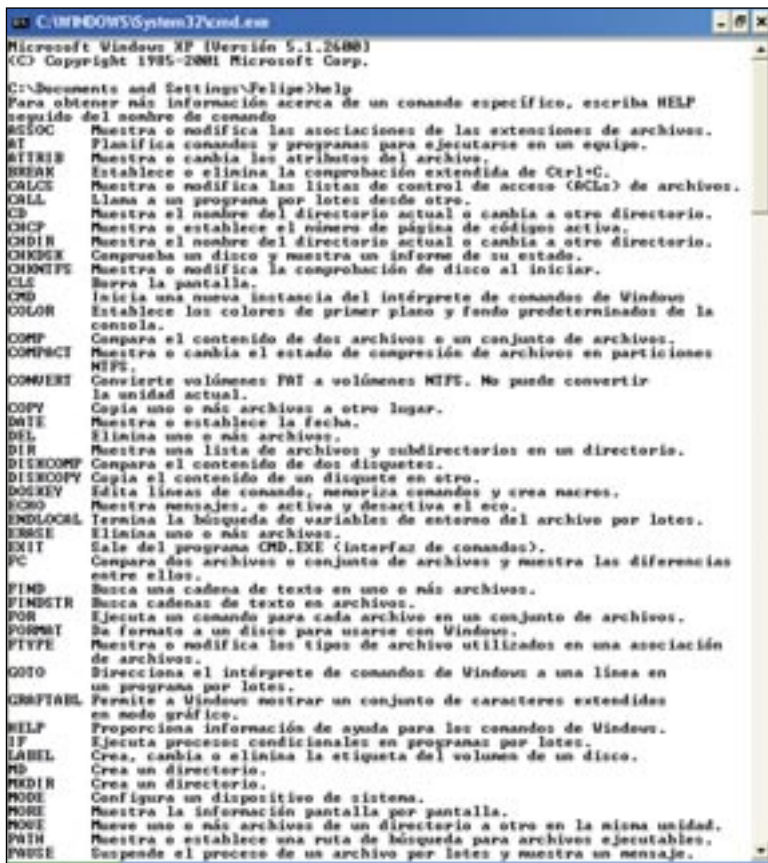 C:\WINDOWS\System32\cmd.exe
Microsoft Windows XP [Versión 5.1.2600]
(C) Copyright 1985-2001 Microsoft Corp.
C:\Documents and Settings\Felipe>help
Para obtener más información acerca de un comando específico, escriba HELP
seguido del nombre de comando
ASSOC Muestra o modifica las asociaciones de las extensiones de archivos.
AT Planifica comandos y programas para ejecutarse en un equipo.
ATTRIB Muestra o cambia los atributos del archivo.
BREAK Establece o elimina la comprobación extendida de Ctrl+C.
CALCS Muestra o modifica las listas de control de acceso (ACLs) de archivos.
CALL Llama a un programa por lotes desde otro.
CD Muestra el nombre del directorio actual o cambia a otro directorio.
CHCP Muestra o establece el número de página de códigos activa.
CHDIR Muestra el nombre del directorio actual o cambia a otro directorio.
CHKDSK Comprueba un disco y muestra un informe de su estado.
CHKNTFS Muestra o modifica la comprobación de disco al iniciar.
CLS Borra la pantalla.
CMD Inicia una nueva instancia del intérprete de comandos de Windows
COLOR Establece los colores de primer plano y fondo predeterminados de la
consola.
COMP Compara el contenido de dos archivos o un conjunto de archivos.
COMPACT Muestra o cambia el estado de compresión de archivos en particiones
NTFS.
CONVERT Convierte volúmenes FAT a volúmenes NTFS. No puede convertir
la unidad actual.
COPY Copia uno o más archivos a otro lugar.
DATE Muestra o establece la fecha.
DEL Elimina uno o más archivos.
DIR Muestra una lista de archivos y subdirectorios en un directorio.
DISKCOMP Compara el contenido de dos disquetes.
DISKCOPY Copia el contenido de un disquete en otro.
DOSKEY Edita líneas de comando, memoriza comandos y crea macros.
ECHO Muestra mensajes, o activa y desactiva el eco.
ENDLOCAL Termina la búsqueda de variables de entorno del archivo por lotes.
ERASE Elimina uno o más archivos.
EXIT Sale del programa CMD.EXE (interfaz de comandos).
FC Compara dos archivos o conjunto de archivos y muestra las diferencias
entre ellos.
FIND Busca una cadena de texto en uno o más archivos.
FINDSTR Busca cadenas de texto en archivos.
FOR Ejecuta un comando para cada archivo en un conjunto de archivos.
FORMAT Da formato a un disco para usarse con Windows.
FTYPE Muestra o modifica los tipos de archivo utilizados en una asociación
de archivos.
GOTO Direcciona el intérprete de comandos de Windows a una línea en
un programa por lotes.
GRAFTABL Permite a Windows mostrar un conjunto de caracteres extendidos
en modo gráfico.
HELP Proporciona información de ayuda para los comandos de Windows.
IF Ejecuta procesos condicionales en programas por lotes.
LABEL Crea, cambia o elimina la etiqueta del volumen de un disco.
MD Crea un directorio.
MKDIR Crea un directorio.
MODE Configura un dispositivo de sistema.
MORE Muestra la información pantalla por pantalla.
MOVE Mueve uno o más archivos de un directorio a otro en la misma unidad.
PATH Muestra o establece una ruta de búsqueda para archivos ejecutables.
PAUSE Suspende el proceso de un archivo por lotes y muestra un mensaje.